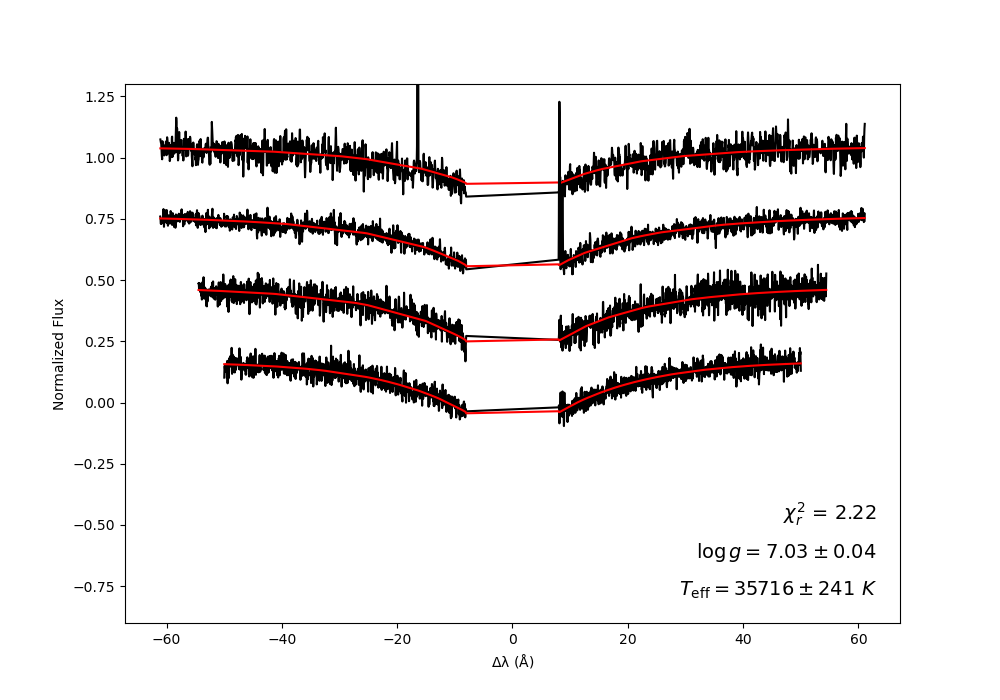 1.25
1.00
0.75
0.50
0.25
0.00
−0.25
−0.50
−0.75
Normalized Flux
χ²ᵣ = 2.22
log g = 7.03 ± 0.04
T_eff = 35716 ± 241 K
−60 −40 −20 0 20 40 60
Δλ (Å)